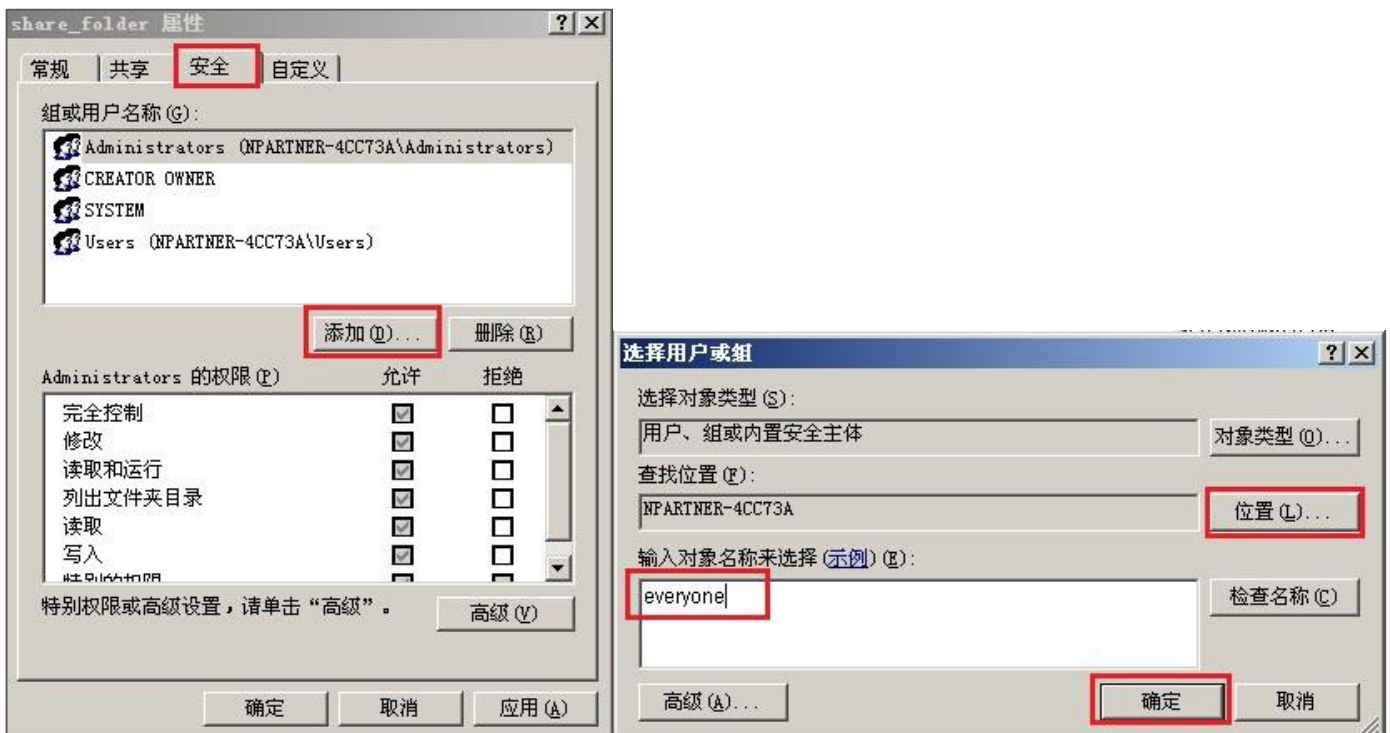 share_folder 属性
常规 共享 安全 自定义
组或用户名称(G):
Administrators (NPARTNER-4CC73A\Administrators)
CREATOR OWNER
SYSTEM
Users (NPARTNER-4CC73A\Users)
添加(D)... 删除(R)
Administrators 的权限(P) 允许 拒绝
完全控制
修改
读取和运行
列出文件夹目录
读取
写入
特别权限或高级设置,请单击“高级”。
高级(V)
确定 取消 应用(A)
选择用户或组
选择对象类型(S):
用户、组或内置安全主体
对象类型(O)...
查找位置(F):
NPARTNER-4CC73A
位置(L)...
输入对象名称来选择(示例)(E):
everyone
检查名称(C)
高级(A)...
确定 取消